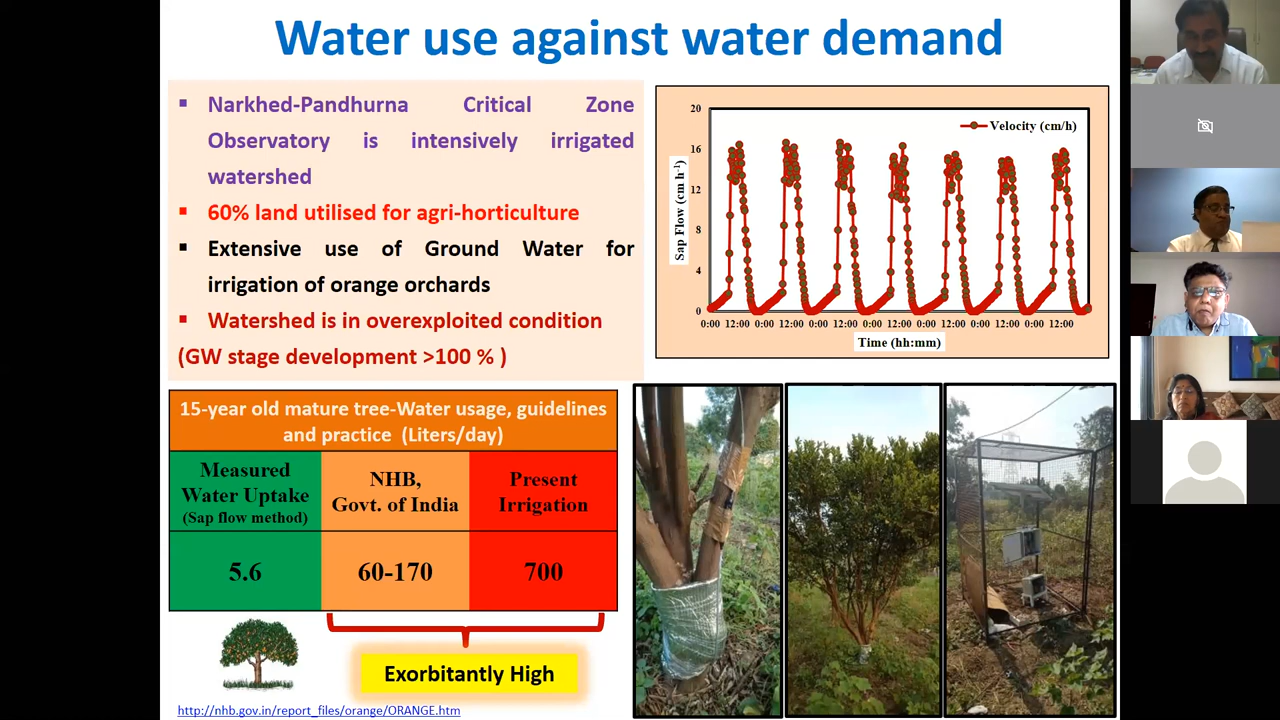 Water use against water demand
▪ Narkhed-Pandhurna Critical Zone
Observatory is intensively irrigated
watershed
▪ 60% land utilised for agri-horticulture
▪ Extensive use of Ground Water for
irrigation of orange orchards
▪ Watershed is in overexploited condition
(GW stage development >100 % )
Velocity (cm/h)
Sap Flow (cm h⁻¹)
20
16
12
8
4
0
0:00 12:00 0:00 12:00 0:00 12:00 0:00 12:00 0:00 12:00 0:00 12:00 0:00 12:00
Time (hh:mm)
15-year old mature tree-Water usage, guidelines
and practice (Liters/day)
Measured
Water Uptake
(Sap flow method)
NHB,
Govt. of India
Present
Irrigation
5.6 60-170 700
Exorbitantly High
http://nhb.gov.in/report_files/orange/ORANGE.htm